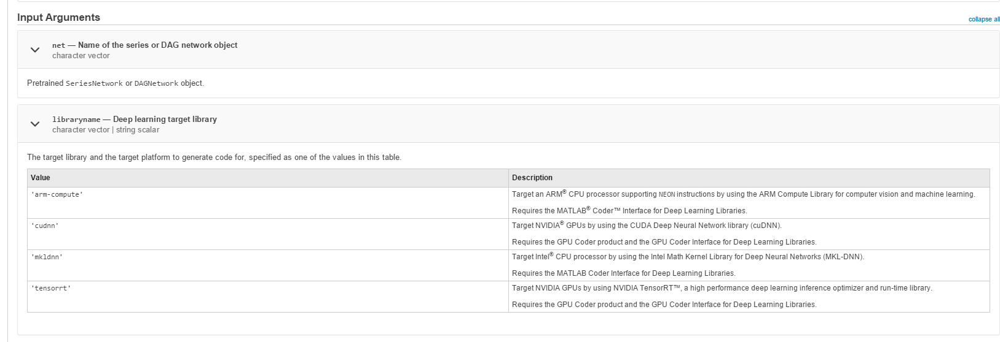 Input Arguments
collapse all
net — Name of the series or DAG network object
character vector
Pretrained SeriesNetwork or DAGNetwork object.
libraryname — Deep learning target library
character vector | string scalar
The target library and the target platform to generate code for, specified as one of the values in this table.
Value Description
'arm-compute' Target an ARM® CPU processor supporting NEON instructions by using the ARM Compute Library for computer vision and machine learning.
Requires the MATLAB® Coder™ Interface for Deep Learning Libraries.
'cudnn' Target NVIDIA® GPUs by using the CUDA Deep Neural Network library (cuDNN).
Requires the GPU Coder product and the GPU Coder Interface for Deep Learning Libraries.
'mkldnn' Target Intel® CPU processor by using the Intel Math Kernel Library for Deep Neural Networks (MKL-DNN).
Requires the MATLAB Coder Interface for Deep Learning Libraries.
'tensorrt' Target NVIDIA GPUs by using NVIDIA TensorRT™, a high performance deep learning inference optimizer and run-time library.
Requires the GPU Coder product and the GPU Coder Interface for Deep Learning Libraries.